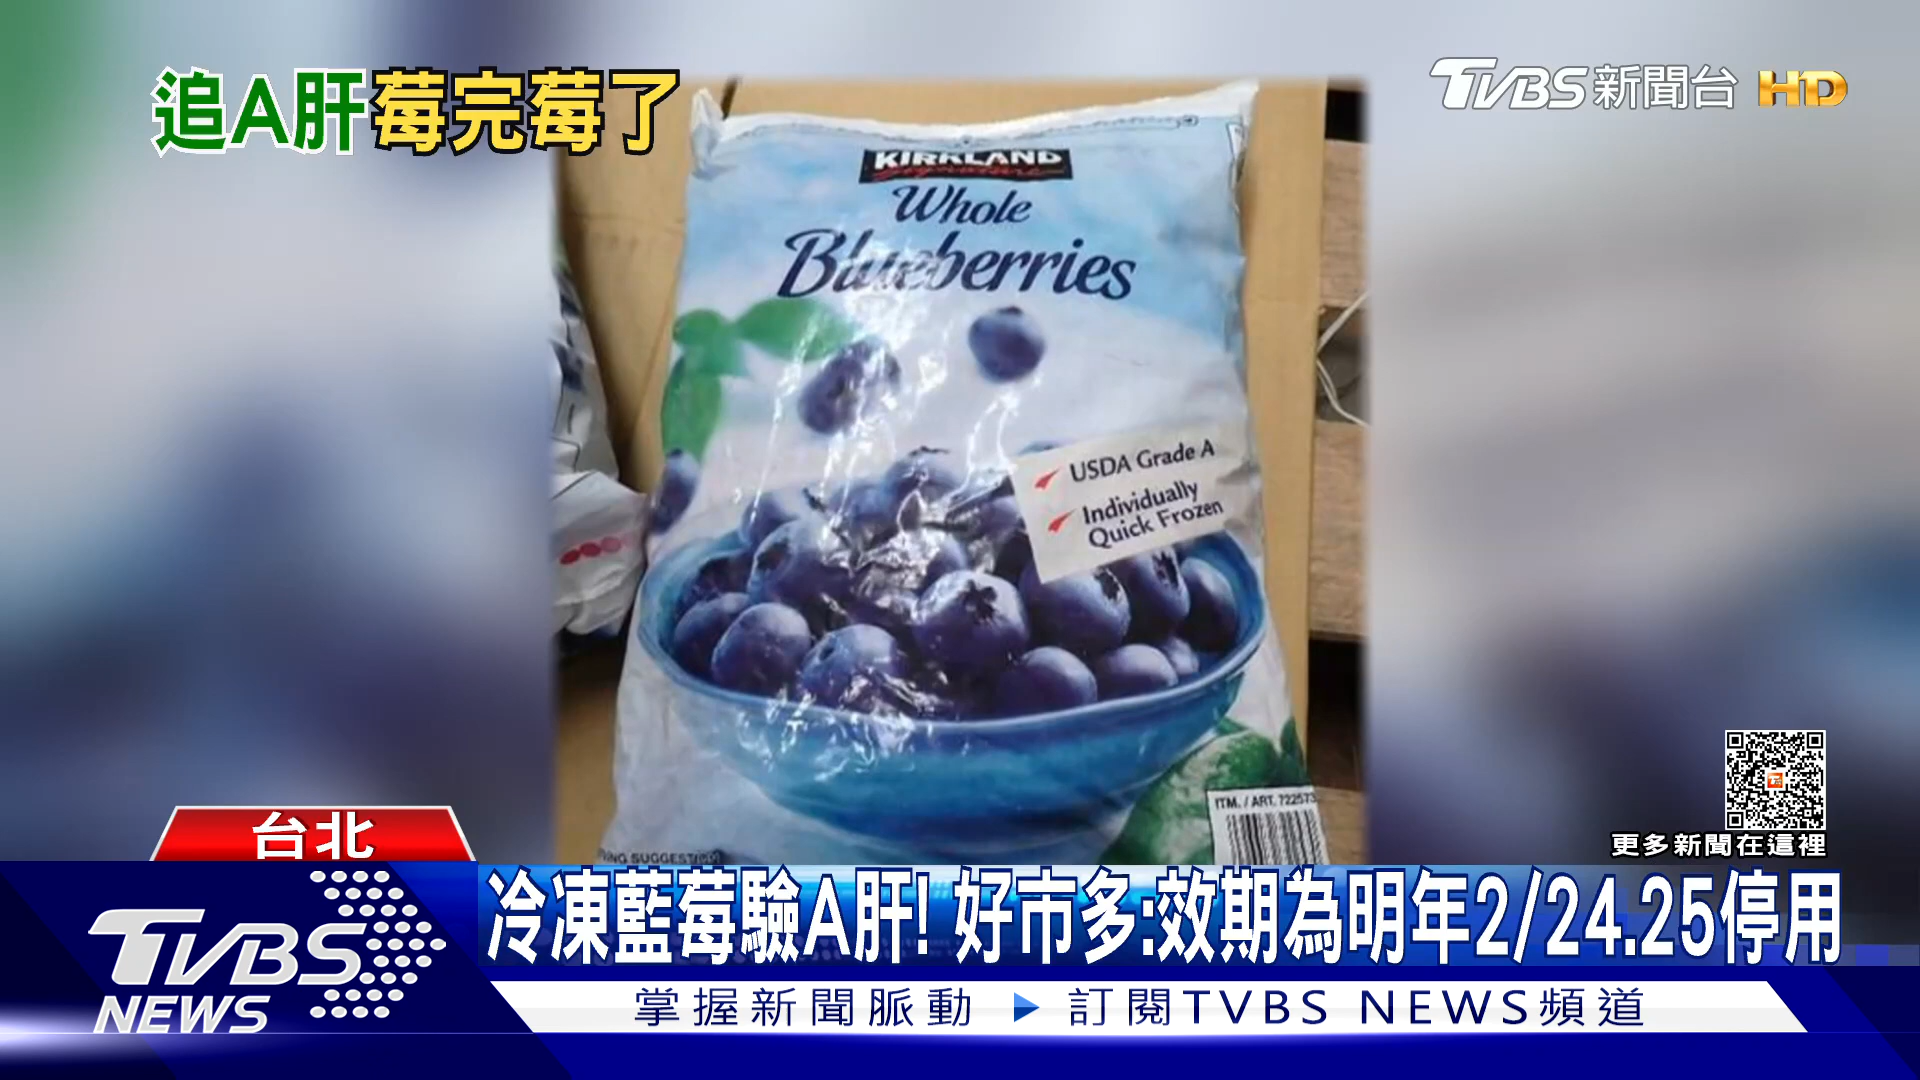 追A肝莓完莓了
TVBS新聞台 HD
KIRKLAND
Signature
Whole
Blueberries
USDA Grade A
Individually
Quick Frozen
ITM. / ART. 722573
更多新聞在這裡
台北
冷凍藍莓驗A肝! 好市多:效期為明年2/24.25停用
TVBS
NEWS
掌握新聞脈動 ▶ 訂閱TVBS NEWS頻道